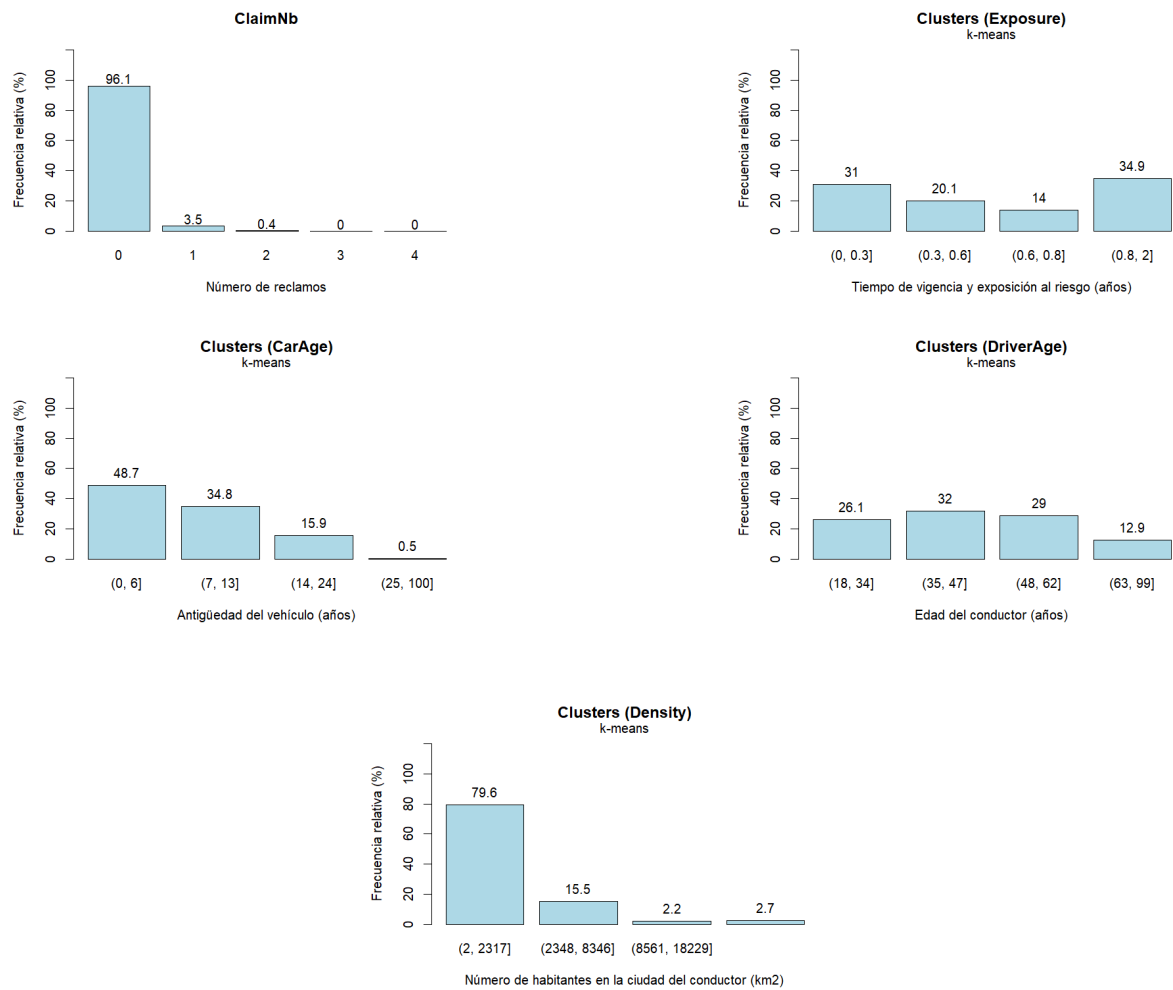 ClaimNb
Frecuencia relativa (%)
0 20 40 60 80 100
96.1 3.5 0.4 0 0
0 1 2 3 4
Número de reclamos
Clusters (Exposure)
k-means
Frecuencia relativa (%)
0 20 40 60 80 100
31 20.1 14 34.9
(0, 0.3] (0.3, 0.6] (0.6, 0.8] (0.8, 2]
Tiempo de vigencia y exposición al riesgo (años)
Clusters (CarAge)
k-means
Frecuencia relativa (%)
0 20 40 60 80 100
48.7 34.8 15.9 0.5
(0, 6] (7, 13] (14, 24] (25, 100]
Antigüedad del vehículo (años)
Clusters (DriverAge)
k-means
Frecuencia relativa (%)
0 20 40 60 80 100
26.1 32 29 12.9
(18, 34] (35, 47] (48, 62] (63, 99]
Edad del conductor (años)
Clusters (Density)
k-means
Frecuencia relativa (%)
0 20 40 60 80 100
79.6 15.5 2.2 2.7
(2, 2317] (2348, 8346] (8561, 18229]
Número de habitantes en la ciudad del conductor (km2)